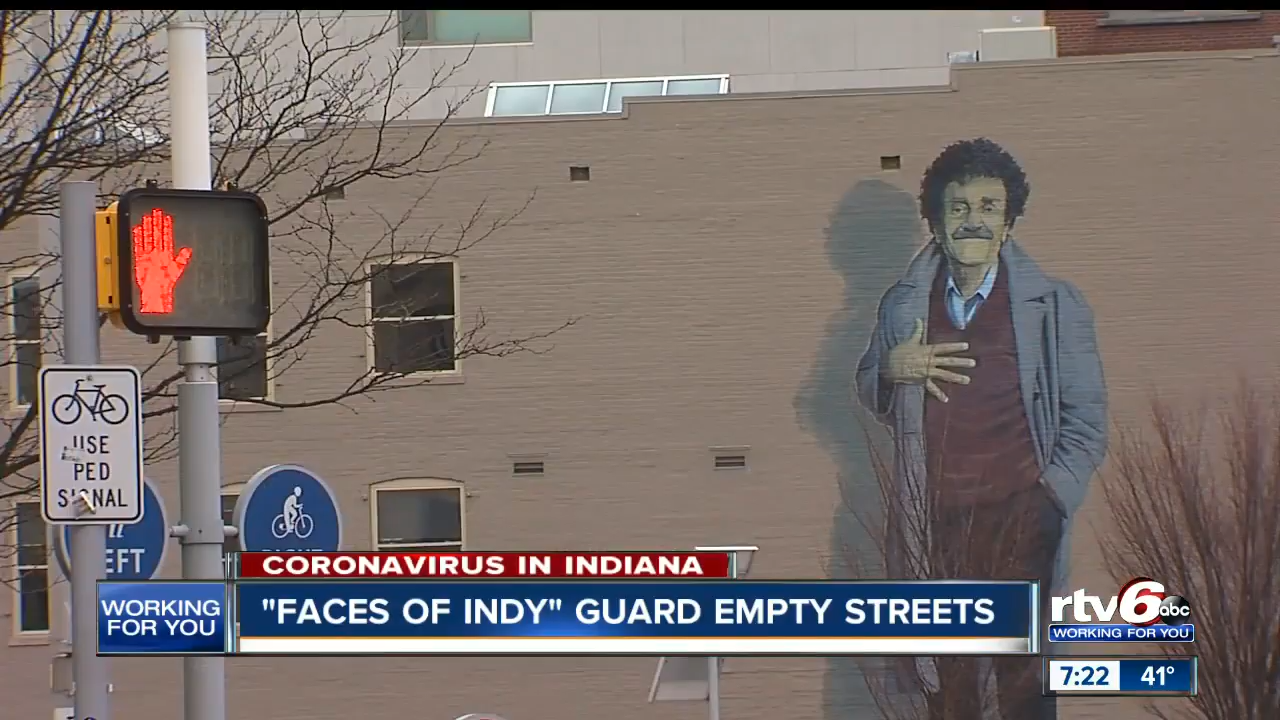 USE
PED
SIGNAL
CORONAVIRUS IN INDIANA
WORKING
FOR YOU
"FACES OF INDY" GUARD EMPTY STREETS
rtv6 abc
WORKING FOR YOU
7:22 41°